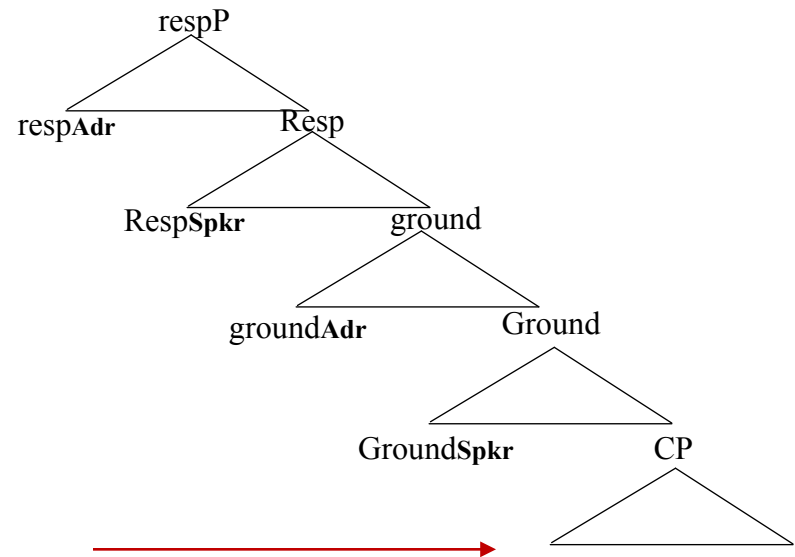 respP
respAdr
Resp
RespSpkr
ground
groundAdr
Ground
GroundSpkr
CP